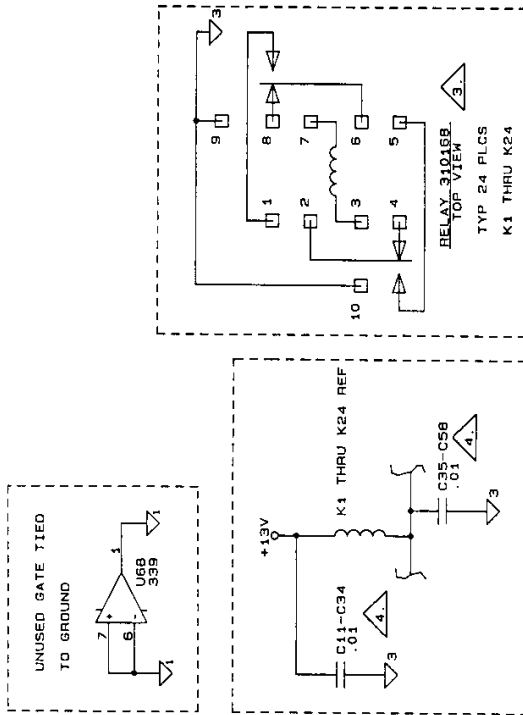 UNUSED GATE TIED
TO GROUND
7
6
+
-
1
U6B
339
1
1
+13V
K1 THRU K24 REF
C11-C34
.01
4.
3
C35-C58
.01
4.
3
3
9
1
8
2
7
3
6
4
5
10
RELAY 310168
TOP VIEW
3.
TYP 24 PLCS
K1 THRU K24